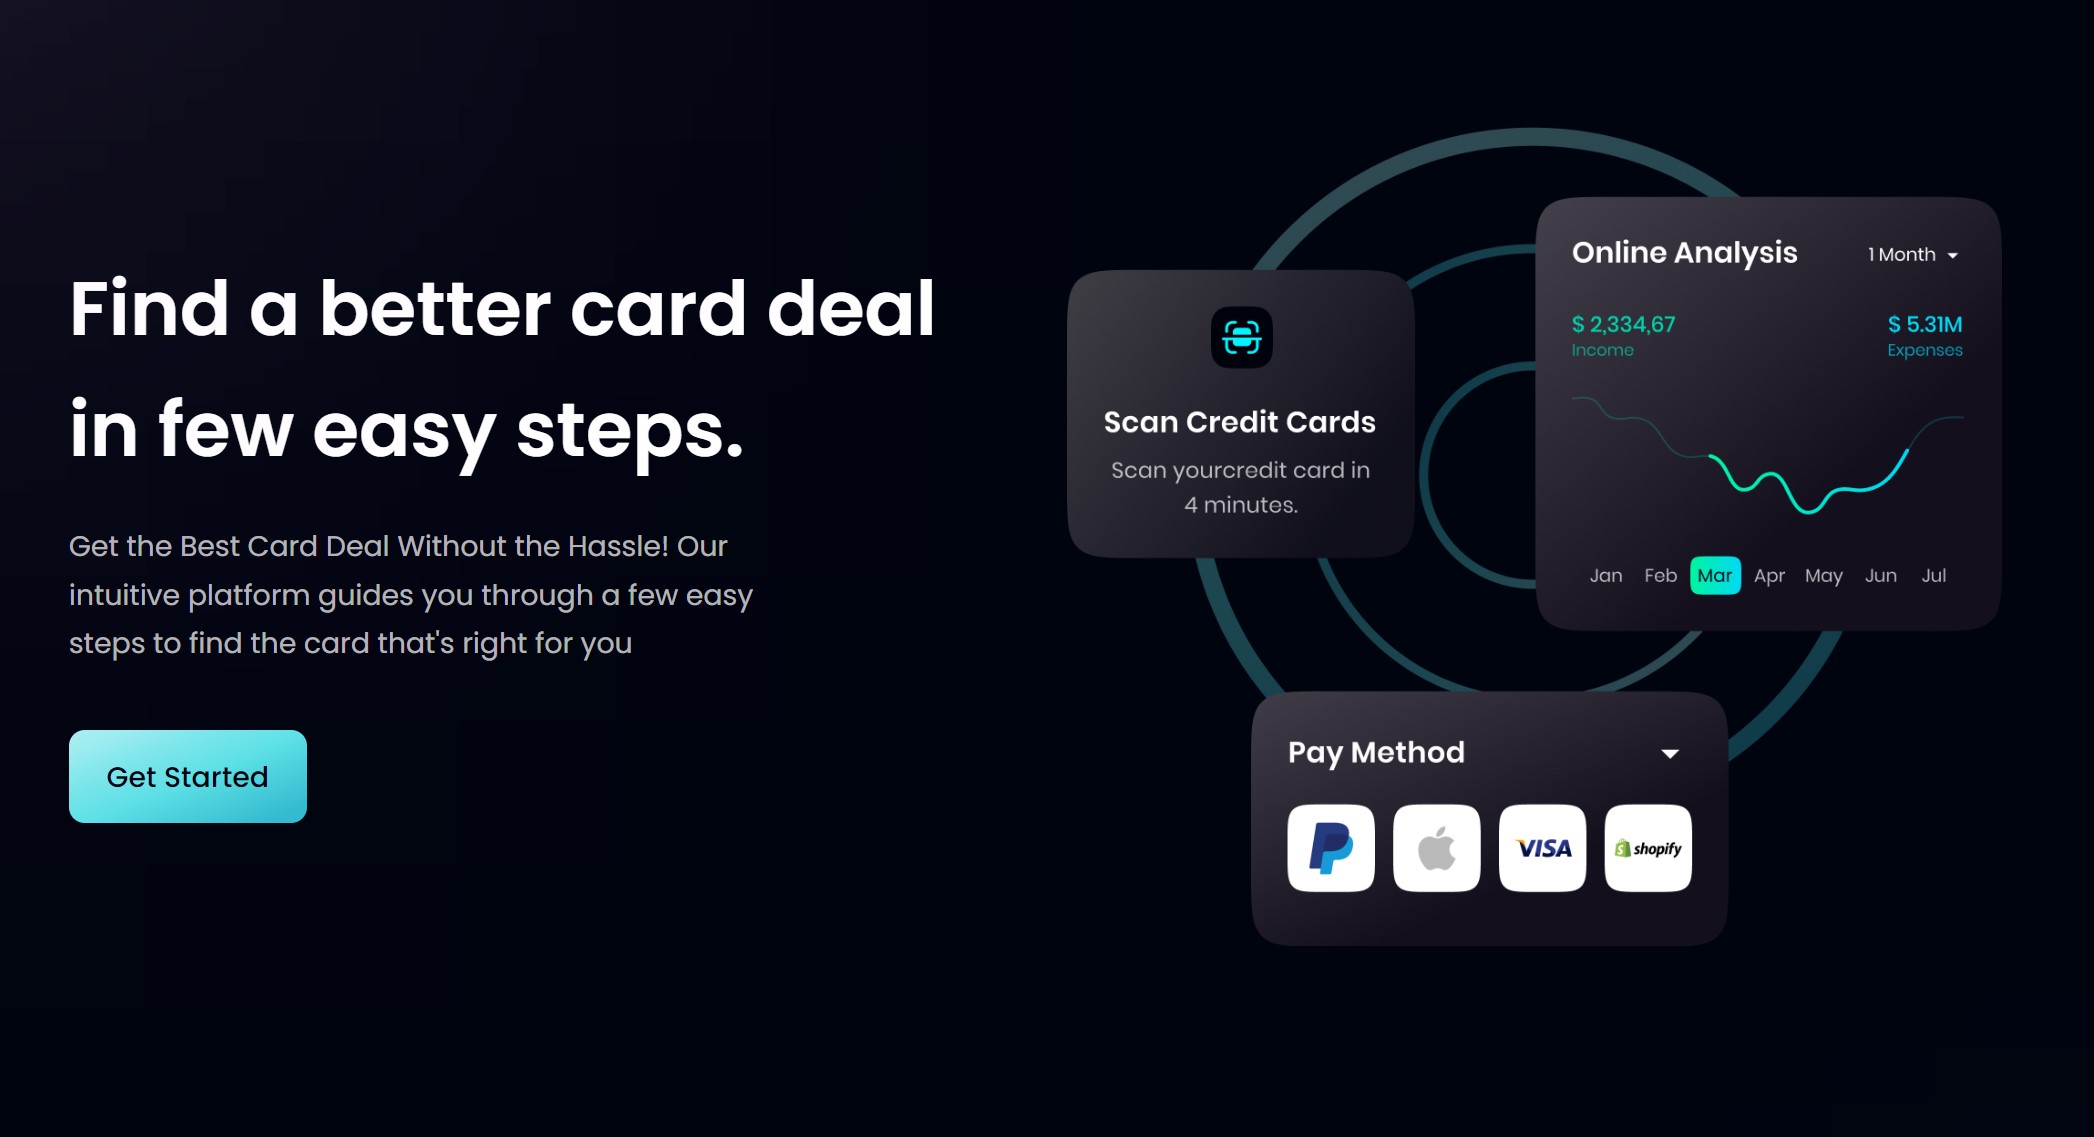 Find a better card deal
in few easy steps.
Get the Best Card Deal Without the Hassle! Our
intuitive platform guides you through a few easy
steps to find the card that's right for you
Get Started
Scan Credit Cards
Scan yourcredit card in
4 minutes.
Online Analysis
1 Month
$ 2,334,67
$ 5.31M
Income
Expenses
Jan Feb Mar Apr May Jun Jul
Pay Method
VISA
shopify